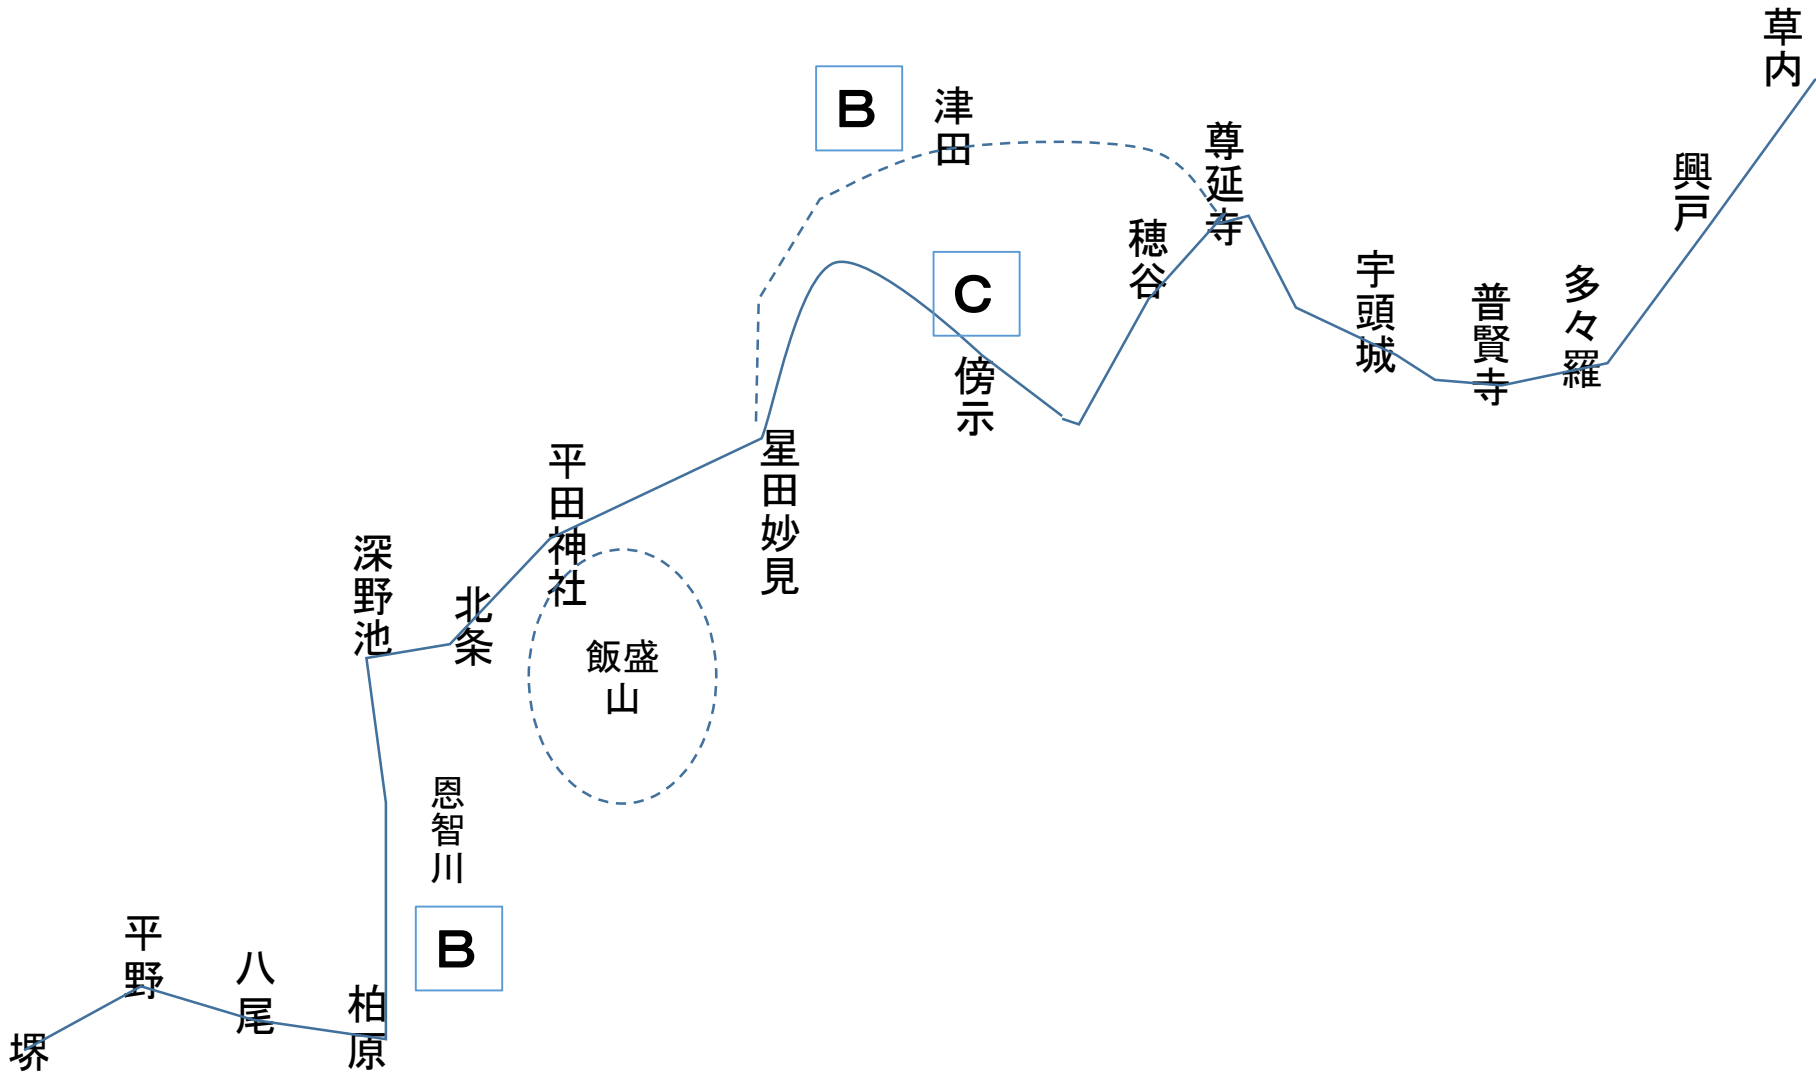 草内
B
津田
尊延寺
興戸
穂谷
C
宇頭城
多々羅
普賢寺
傍示
星田妙見
平田神社
深野池
北条
飯盛
山
恩智川
B
平野
八尾
柏原
堺